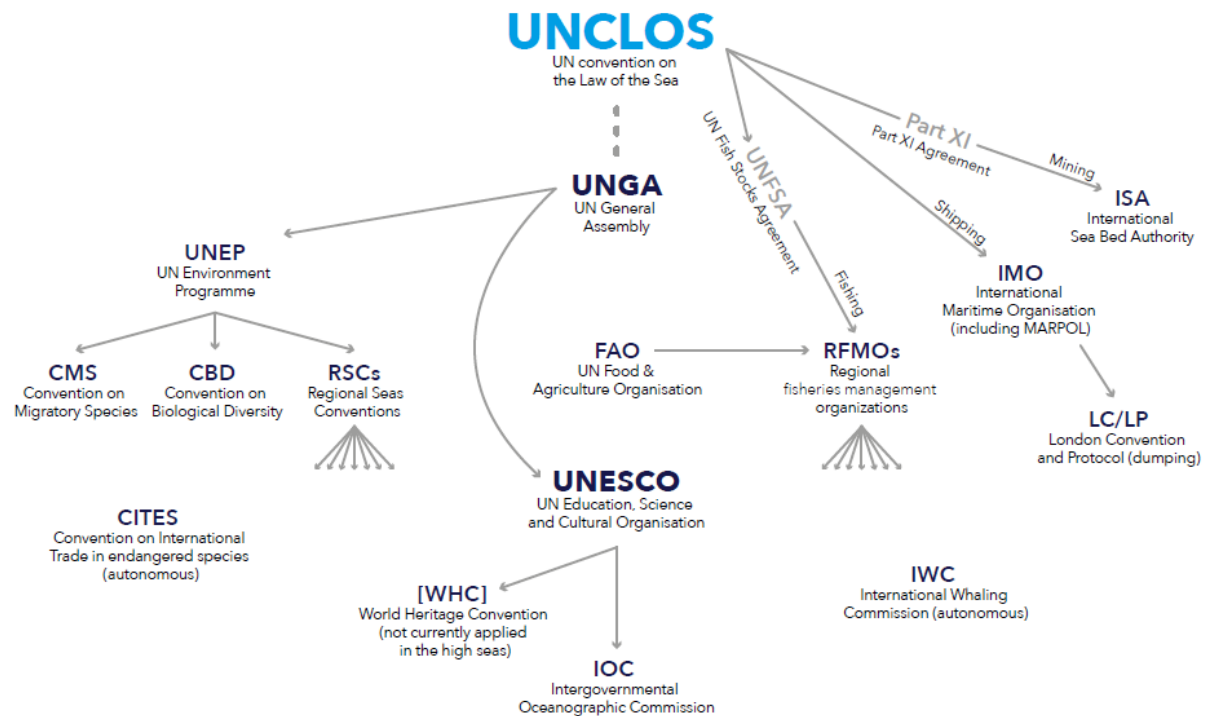 UNCLOS
UN convention on
the Law of the Sea
Part XI
Part XI Agreement
Mining
UNFSA
UN Fish Stocks Agreement
Shipping
Fishing
UNGA
UN General
Assembly
ISA
International
Sea Bed Authority
UNEP
UN Environment
Programme
IMO
International
Maritime Organisation
(including MARPOL)
CMS
Convention on
Migratory Species
CBD
Convention on
Biological Diversity
RSCs
Regional Seas
Conventions
FAO
UN Food &
Agriculture Organisation
RFMOs
Regional
fisheries management
organizations
LC/LP
London Convention
and Protocol (dumping)
UNESCO
UN Education, Science
and Cultural Organisation
CITES
Convention on International
Trade in endangered species
(autonomous)
IWC
International Whaling
Commission (autonomous)
[WHC]
World Heritage Convention
(not currently applied
in the high seas)
IOC
Intergovernmental
Oceanographic Commission